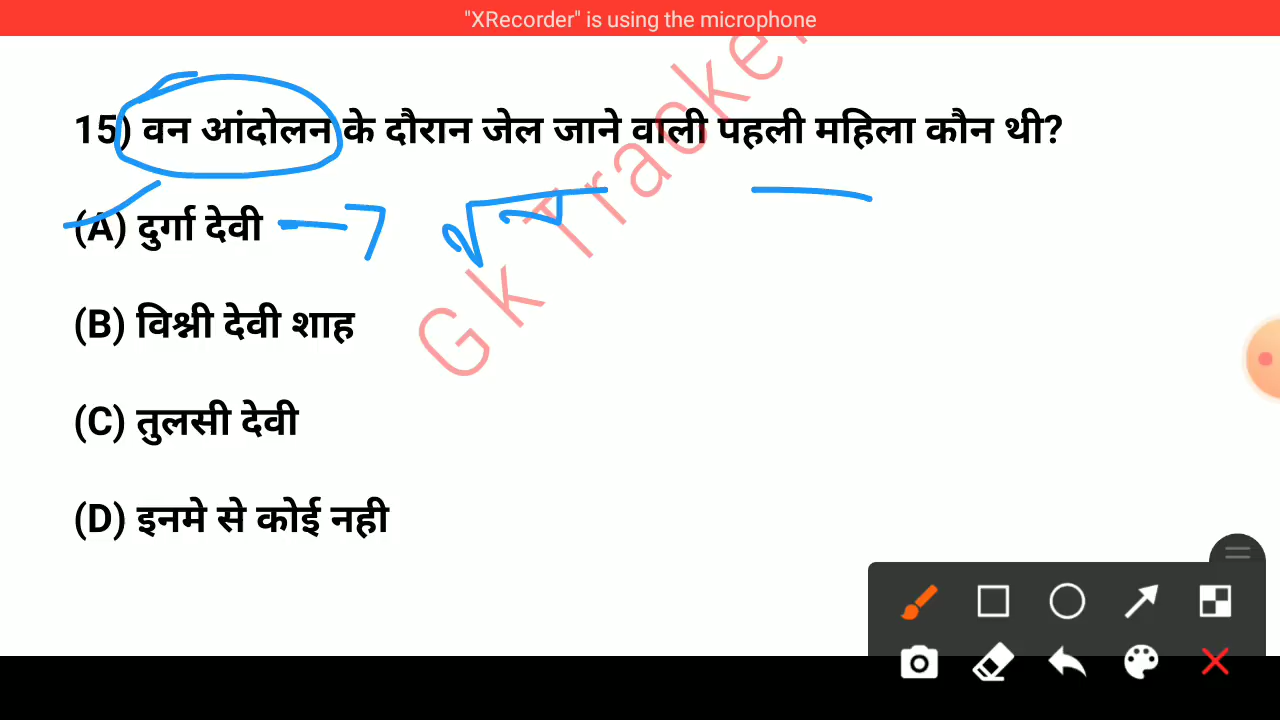 "XRecorder" is using the microphone
15) वन आंदोलन के दौरान जेल जाने वाली पहली महिला कौन थी?
(A) दुर्गा देवी
(B) विश्नी देवी शाह
(C) तुलसी देवी
(D) इनमे से कोई नही
Gk Tracker